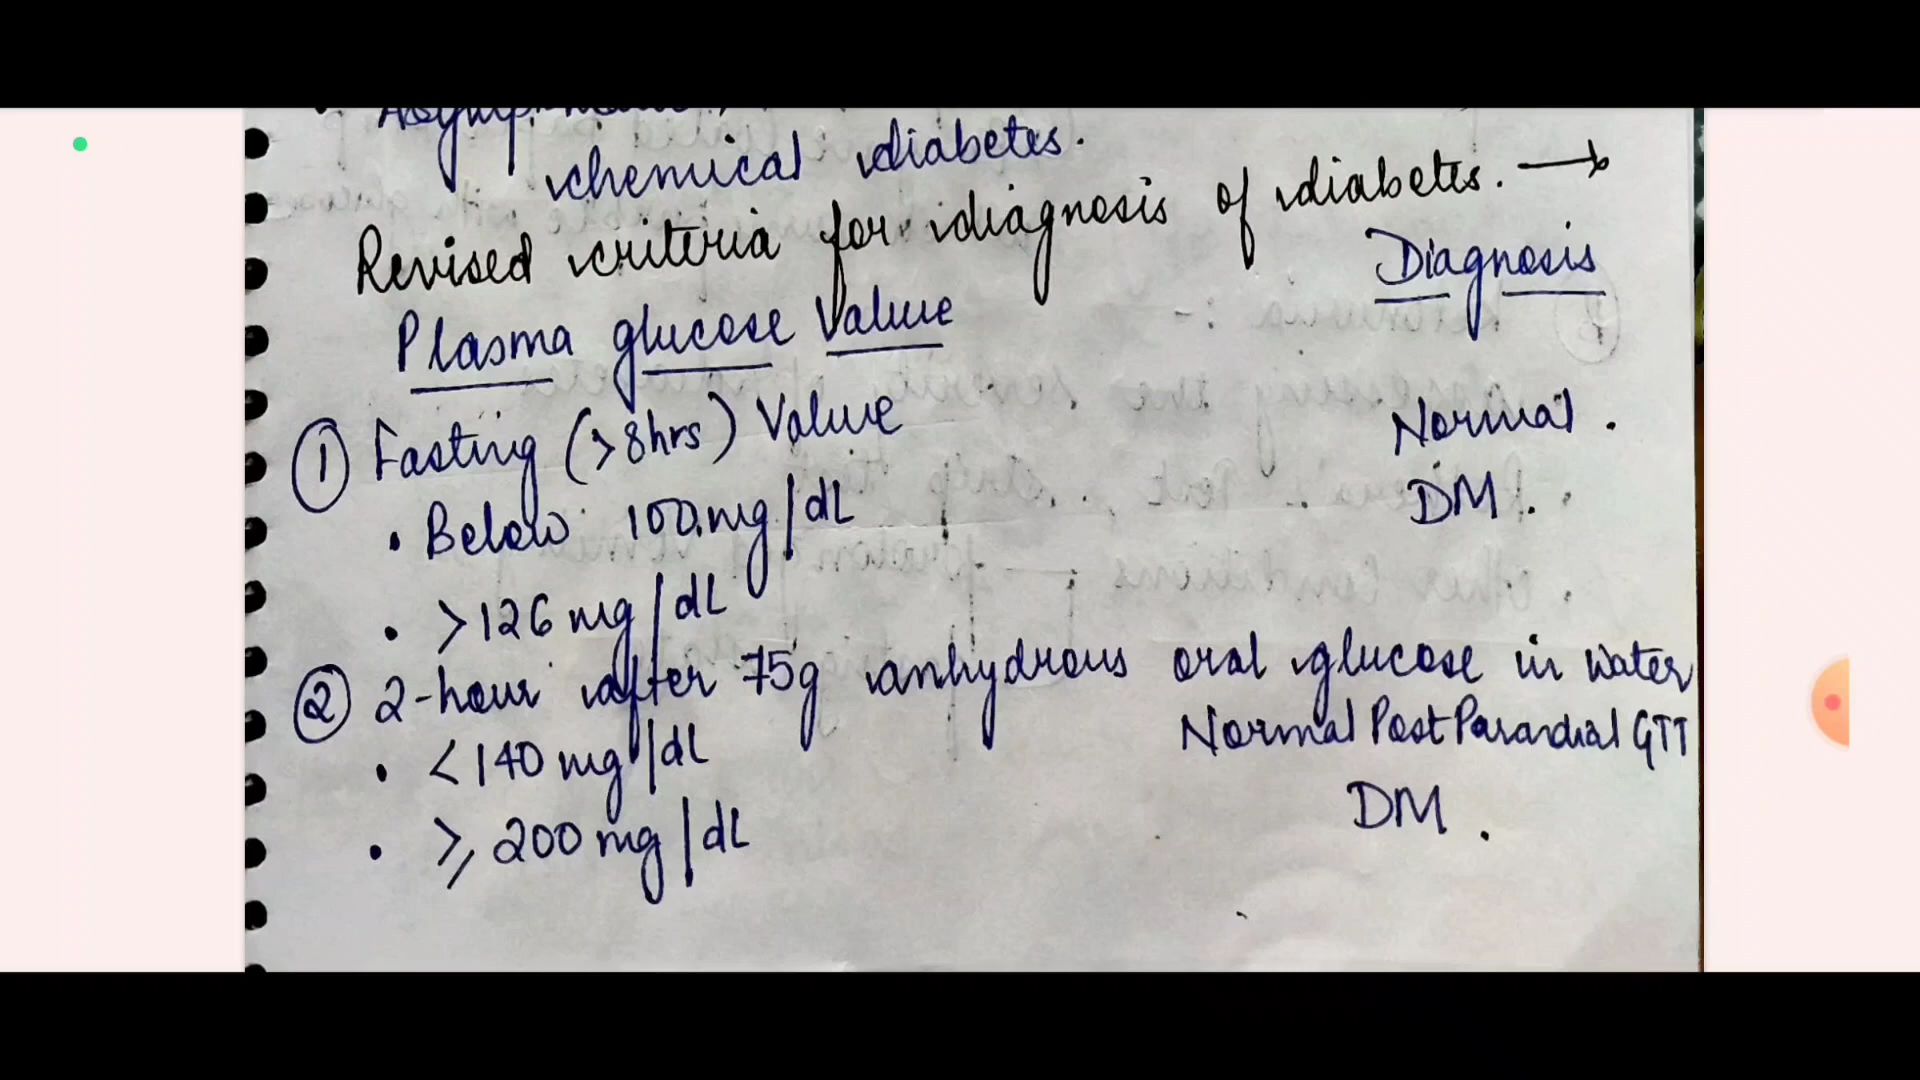 chemical diabetes.
Revised criteria for diagnosis of diabetes. →
Plasma glucose Value Diagnosis
① Fasting (>8hrs) Value
• Below 100mg/dL Normal.
• >126 mg/dL DM.
② 2-hour after 75g anhydrous oral glucose in water
• <140 mg/dL Normal Post Parandial GTT
• ≥ 200 mg/dL DM.